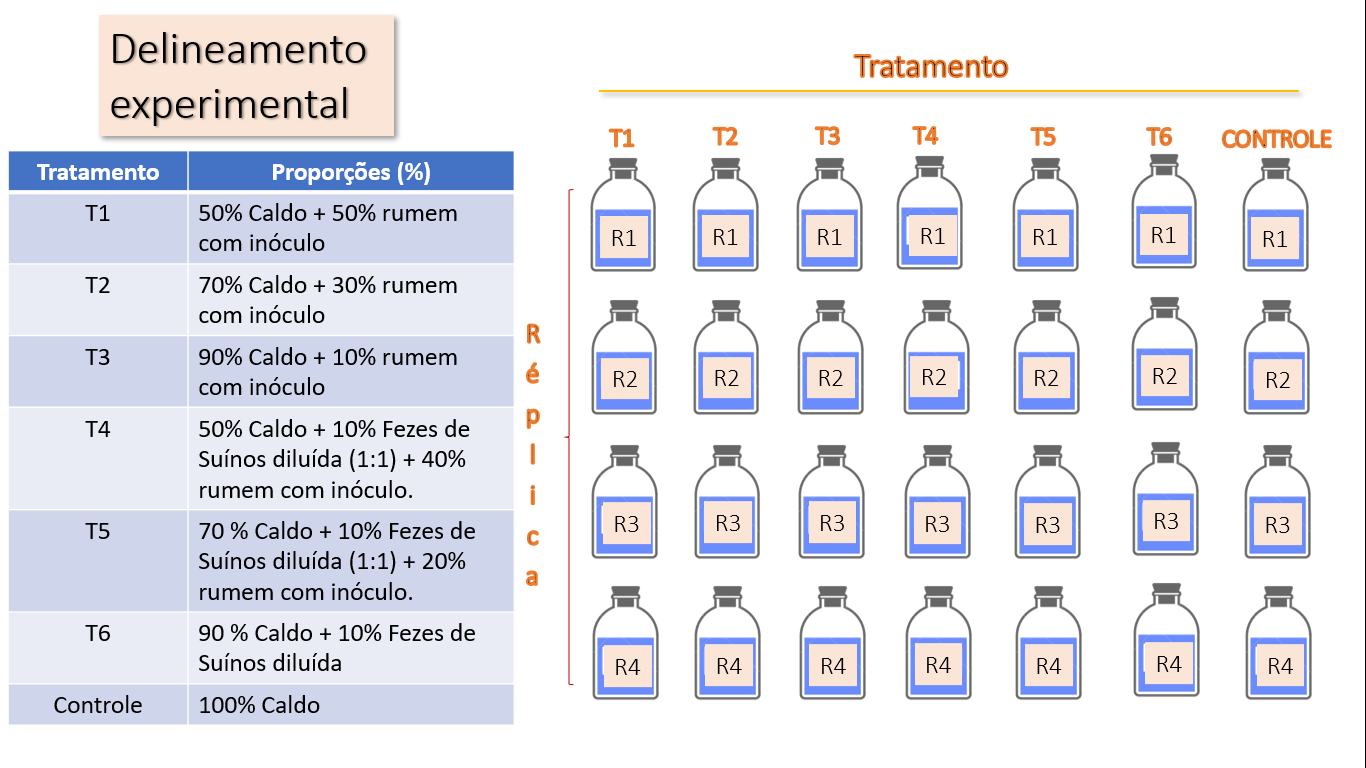 Delineamento
experimental
Tratamento Proporções (%)
T1 50% Caldo + 50% rumem
com inóculo
T2 70% Caldo + 30% rumem
com inóculo
T3 90% Caldo + 10% rumem
com inóculo
T4 50% Caldo + 10% Fezes de
Suínos diluída (1:1) + 40%
rumem com inóculo.
T5 70 % Caldo + 10% Fezes de
Suínos diluída (1:1) + 20%
rumem com inóculo.
T6 90 % Caldo + 10% Fezes de
Suínos diluída
Controle 100% Caldo
Tratamento
T1 T2 T3 T4 T5 T6 CONTROLE
Réplica
R1 R1 R1 R1 R1 R1 R1
R2 R2 R2 R2 R2 R2 R2
R3 R3 R3 R3 R3 R3 R3
R4 R4 R4 R4 R4 R4 R4